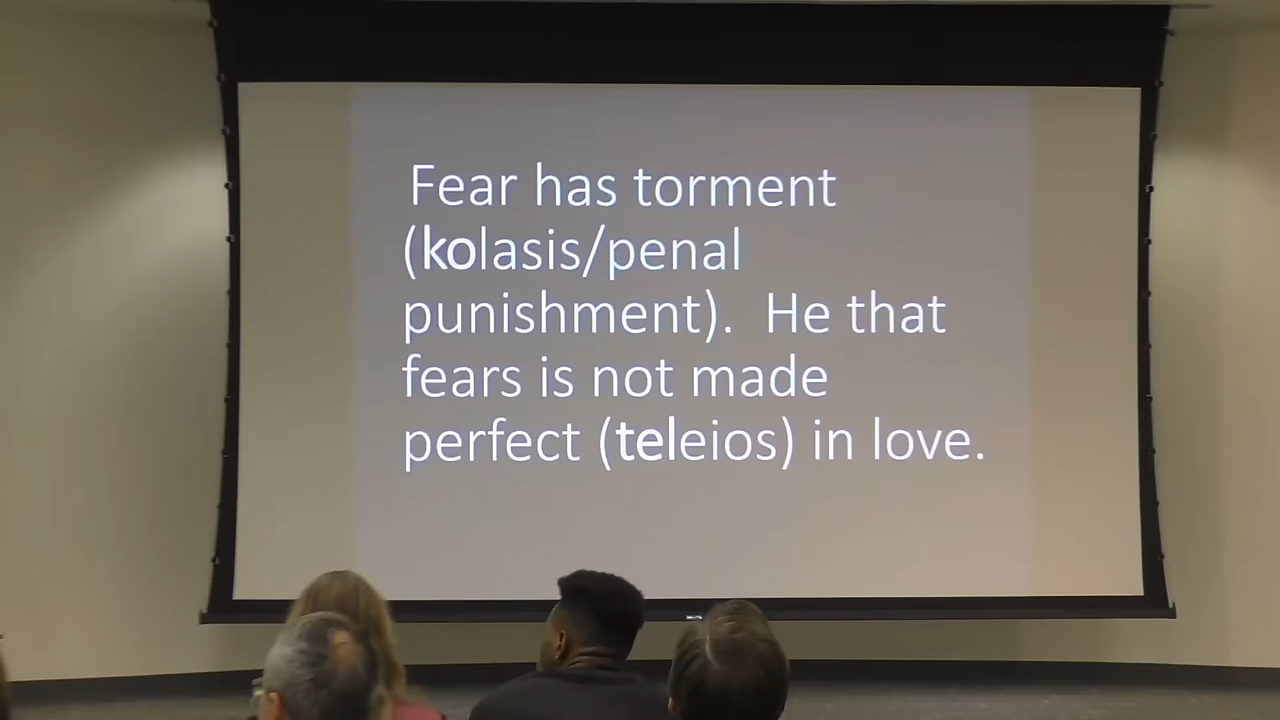 Fear has torment
(kolasis/penal
punishment).  He that
fears is not made
perfect (teleios) in love.